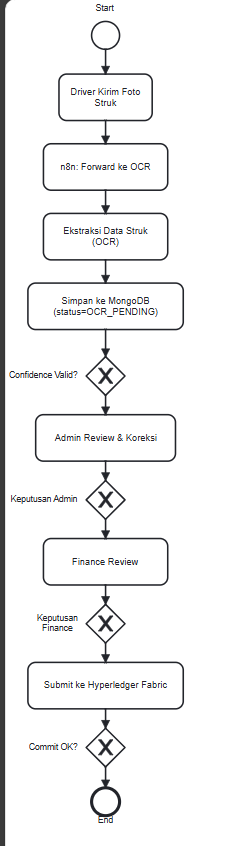 Start
Driver Kirim Foto
Struk
n8n: Forward ke OCR
Ekstraksi Data Struk
(OCR)
Simpan ke MongoDB
(status=OCR_PENDING)
Confidence Valid?
Admin Review & Koreksi
Keputusan Admin
Finance Review
Keputusan
Finance
Submit ke Hyperledger Fabric
Commit OK?
End